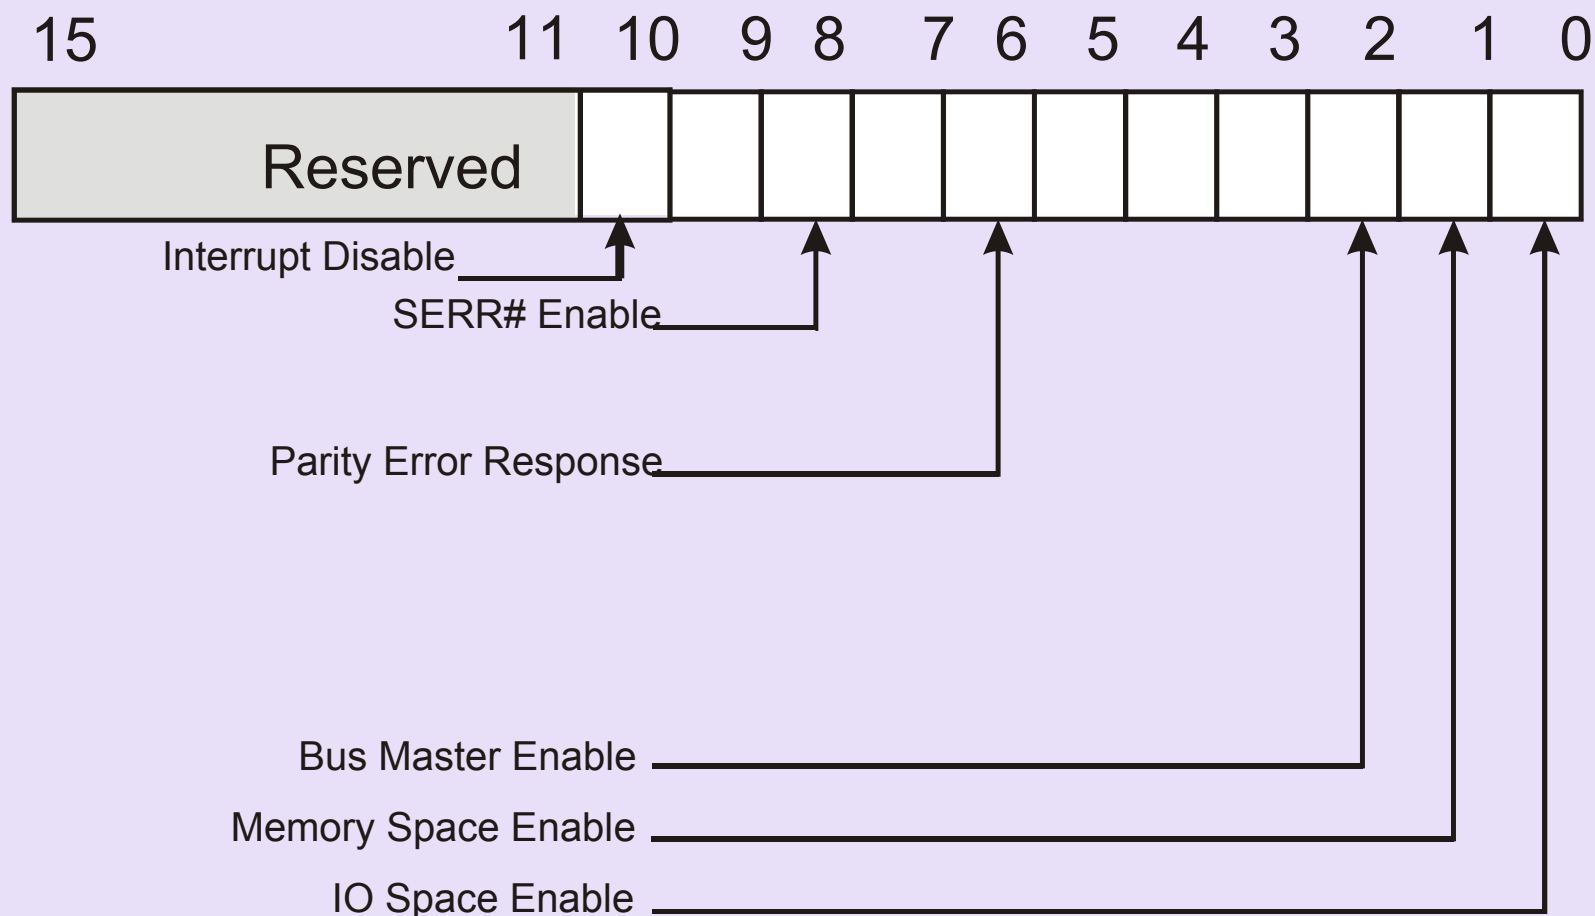 15 11 10 9 8 7 6 5 4 3 2 1 0
Reserved
Interrupt Disable
SERR# Enable
Parity Error Response
Bus Master Enable
Memory Space Enable
IO Space Enable